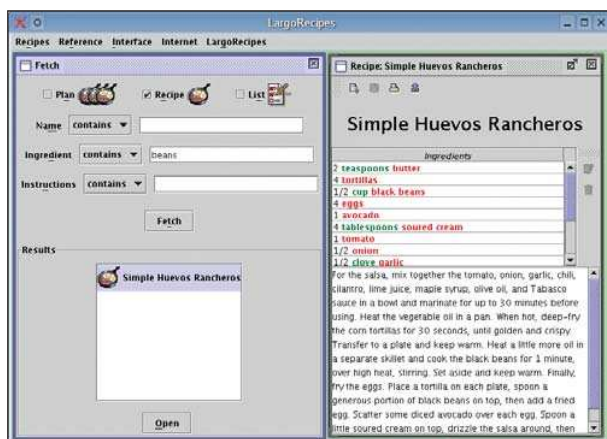 LargoRecipes
Recipes Reference Interface Internet LargoRecipes
Fetch
Plan Recipe List
Name contains
Ingredient contains beans
Instructions contains
Fetch
Results
Simple Huevos Rancheros
Open
Recipe: Simple Huevos Rancheros
Simple Huevos Rancheros
Ingredients
2 teaspoons butter
4 tortillas
1/2 cup black beans
4 eggs
1 avocado
4 tablespoons soured cream
1 tomato
1/2 onion
1/2 clove garlic
For the salsa, mix together the tomato, onion, garlic, chili,
cilantro, lime juice, maple syrup, olive oil, and Tabasco
sauce in a bowl and marinate for up to 30 minutes before
using. Heat the vegetable oil in a pan. When hot, deep-fry
the corn tortillas for 30 seconds, until golden and crispy.
Transfer to a plate and keep warm. Heat a little more oil in
a separate skillet and cook the black beans for 1 minute,
over high heat, stirring. Set aside and keep warm. Finally,
fry the eggs. Place a tortilla on each plate, spoon a
generous portion of black beans on top, then add a fried
egg. Scatter some diced avocado over each egg. Spoon a
little soured cream on top, drizzle the salsa around, then